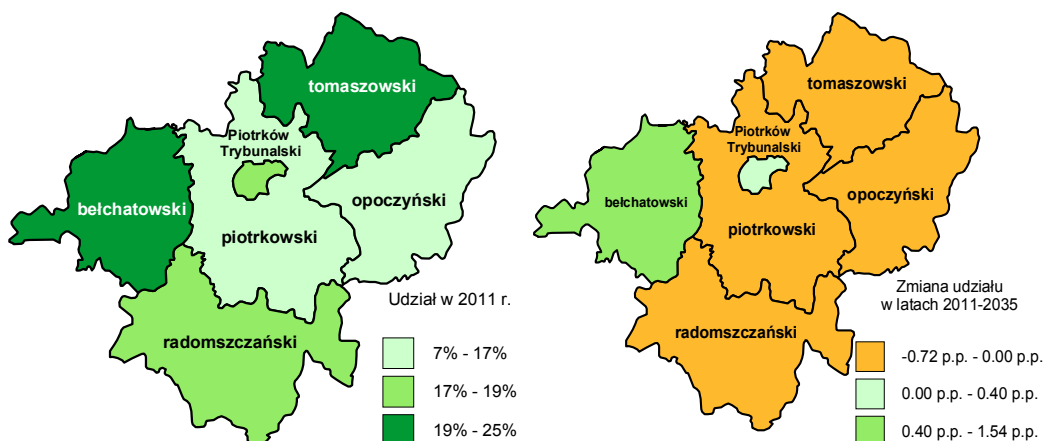 tomaszowski
Piotrków
Trybunalski
opoczyński
bełchatowski
piotrkowski
radomszczański
Udział w 2011 r.
7% - 17%
17% - 19%
19% - 25%
tomaszowski
Piotrków
Trybunalski
opoczyński
bełchatowski
piotrkowski
radomszczański
Zmiana udziału
w latach 2011-2035
-0.72 p.p. - 0.00 p.p.
0.00 p.p. - 0.40 p.p.
0.40 p.p. - 1.54 p.p.